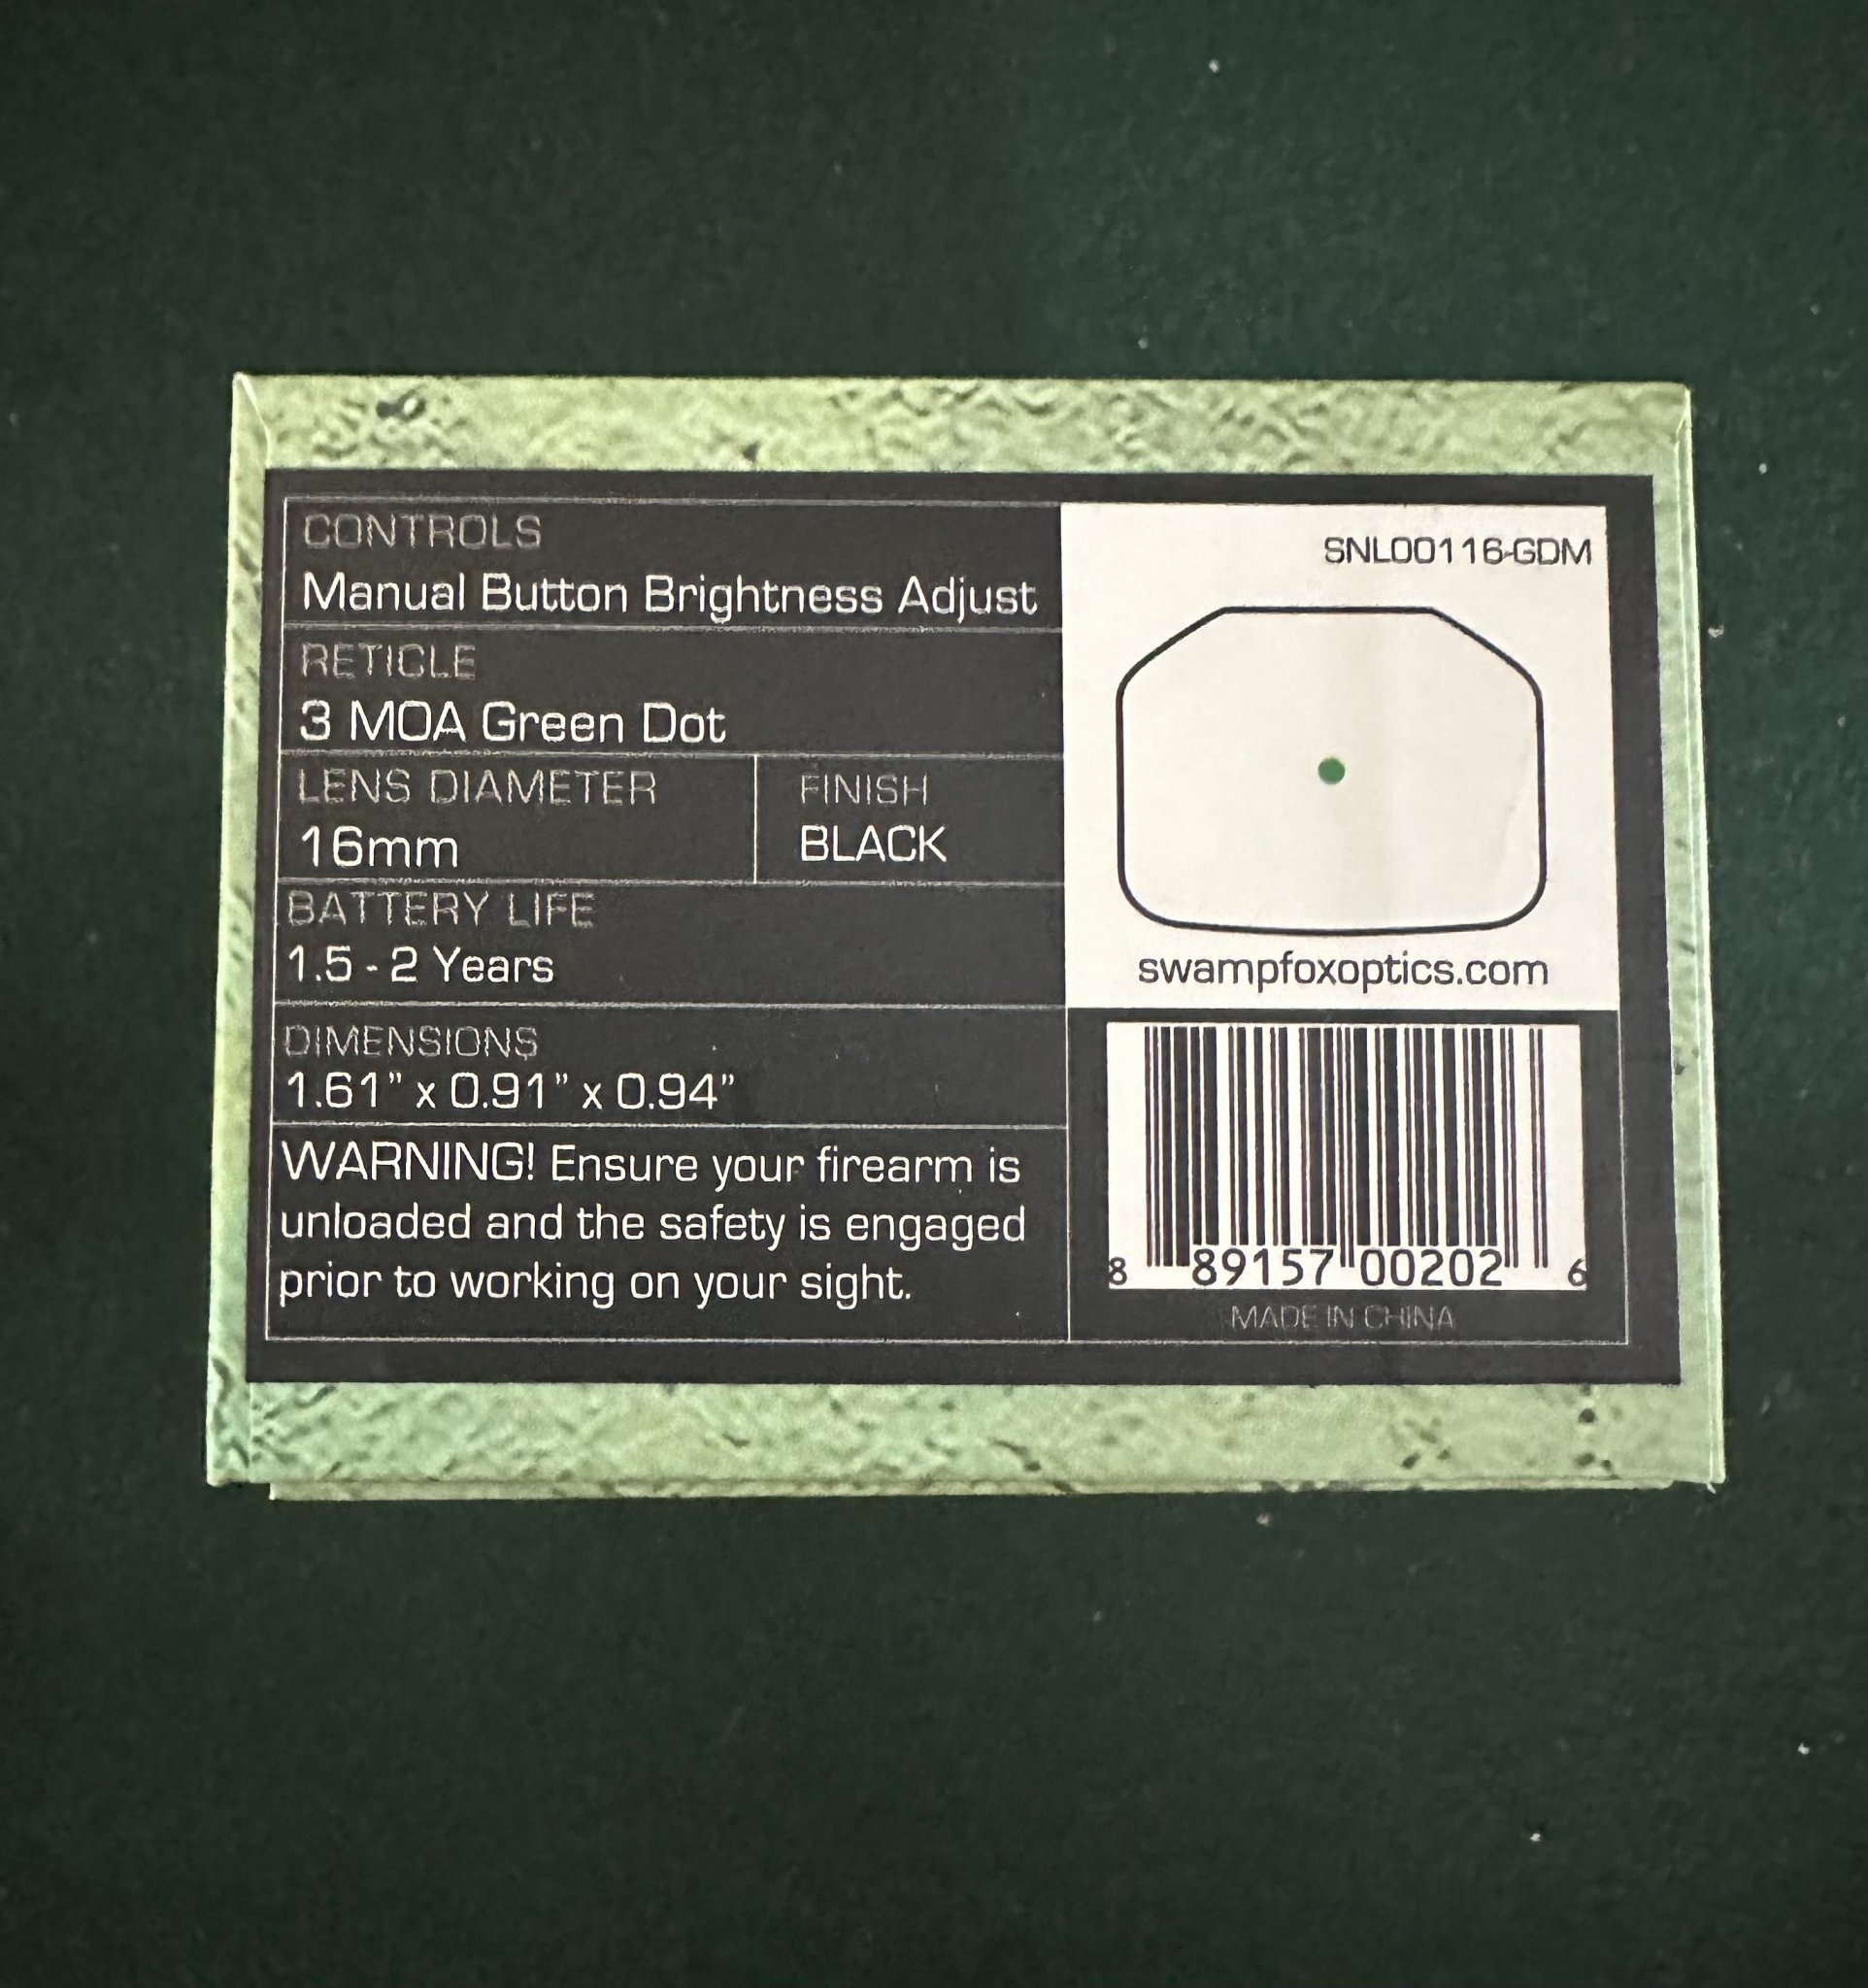 CONTROLS
Manual Button Brightness Adjust
RETICLE
3 MOA Green Dot
LENS DIAMETER
16mm
FINISH
BLACK
BATTERY LIFE
1.5 - 2 Years
DIMENSIONS
1.61" x 0.91" x 0.94"
WARNING! Ensure your firearm is
unloaded and the safety is engaged
prior to working on your sight.
SNL00116-GDM
swampfoxoptics.com
8 89157 00202 6
MADE IN CHINA